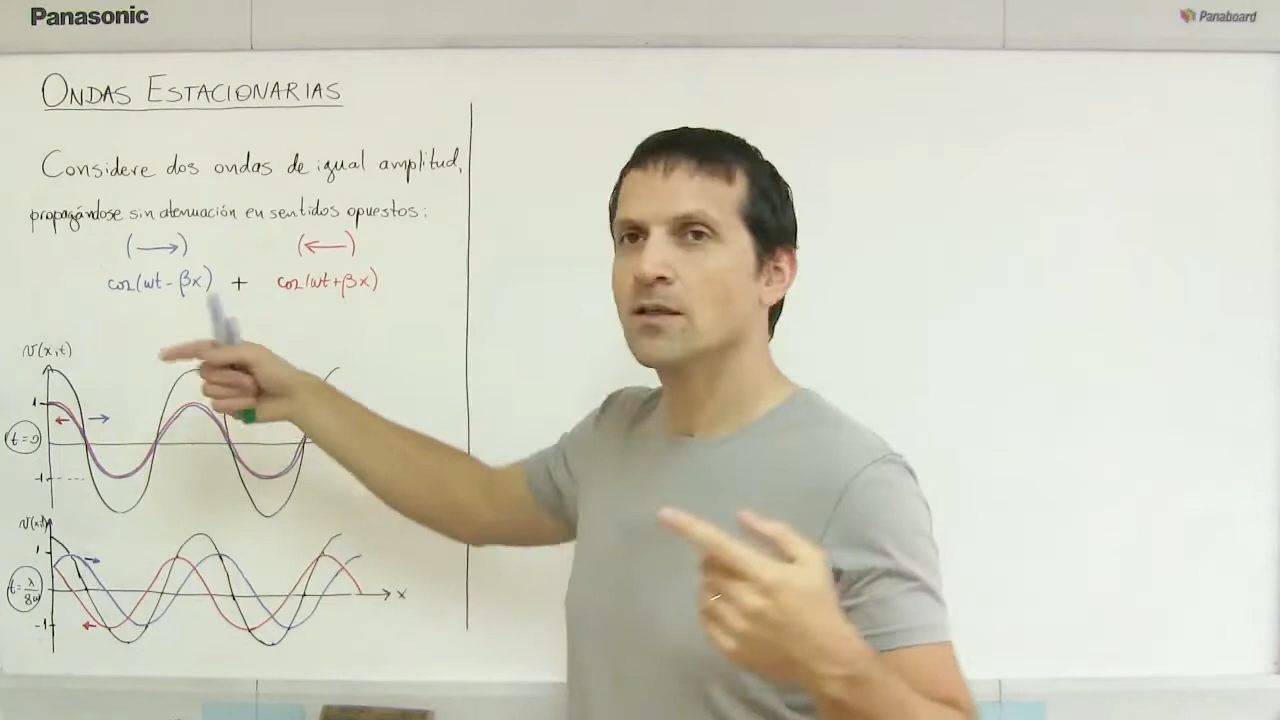 Panasonic
Panaboard
ONDAS ESTACIONARIAS
Considere dos ondas de igual amplitud,
propagándose sin atenuación en sentidos opuestos:
(→) (←)
cos(ωt - βx) + cos(ωt + βx)
v(x,t)
1
t=0
-1
v(x,t)
1
t=λ/8u
x
-1